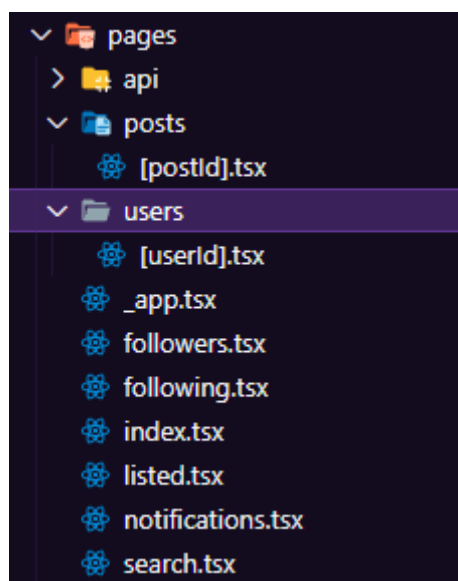 pages
api
posts
[postId].tsx
users
[userId].tsx
_app.tsx
followers.tsx
following.tsx
index.tsx
listed.tsx
notifications.tsx
search.tsx